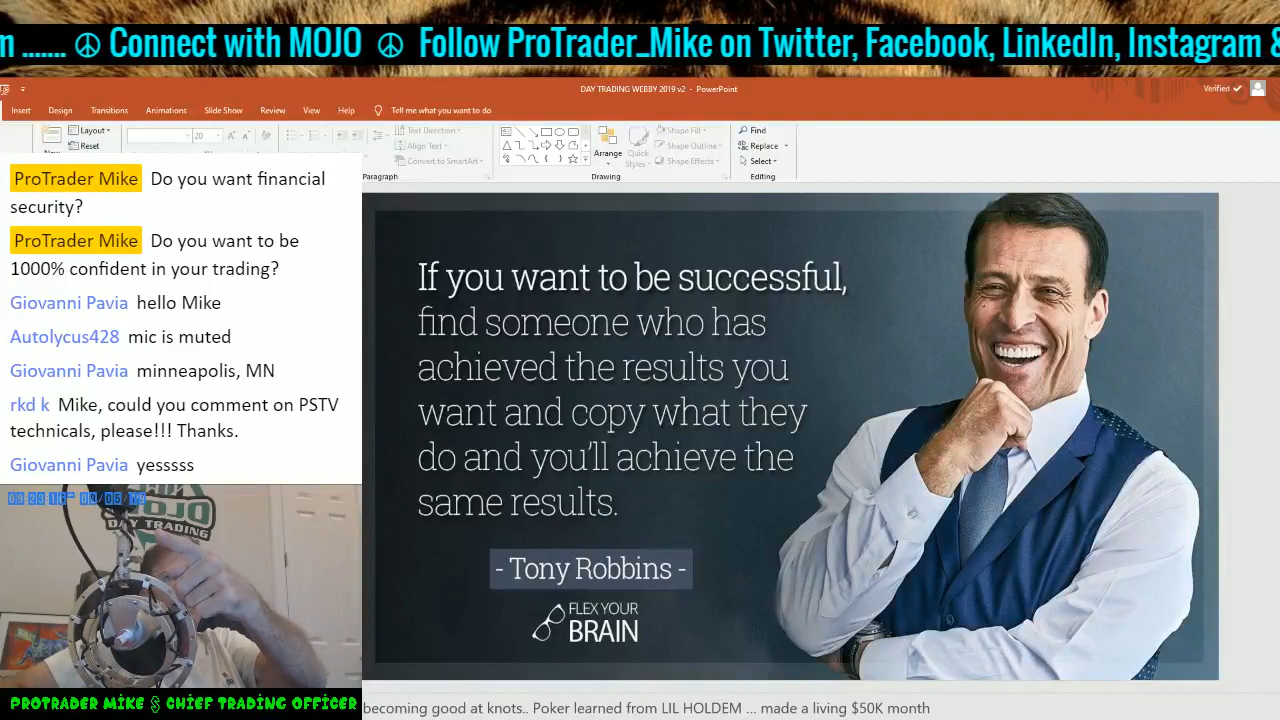 m ....... ☮ Connect with MOJO ☮ Follow ProTrader_Mike on Twitter, Facebook, LinkedIn, Instagram &
DAY TRADING WEBBY 2019 v2 - PowerPoint
Verified
Insert Design Transitions Animations Slide Show Review View Help Tell me what you want to do
Layout
Reset
20
Text Direction
Align Text
Convert to SmartArt
Paragraph
Arrange
Quick
Styles
Shape Fill
Shape Outline
Shape Effects
Drawing
Find
Replace
Select
Editing
ProTrader Mike Do you want financial
security?
ProTrader Mike Do you want to be
1000% confident in your trading?
Giovanni Pavia hello Mike
Autolycus428 mic is muted
Giovanni Pavia minneapolis, MN
rkd k Mike, could you comment on PSTV
technicals, please!!! Thanks.
Giovanni Pavia yesssss
MOJO
DAY TRADING
PROTRADER MIKE $ CHIEF TRADING OFFICER
If you want to be successful,
find someone who has
achieved the results you
want and copy what they
do and you'll achieve the
same results.
- Tony Robbins -
FLEX YOUR
BRAIN
becoming good at knots.. Poker learned from LIL HOLDEM ... made a living $50K month